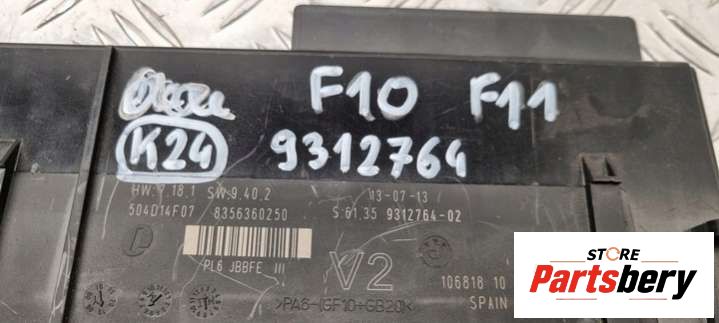 F10 F11
K24 9312764
HW:9.18.1 SW:9.40.2 13-07-13
504D14F07 8356360250 S 61.35 9312764-02
PL6 JBBFE III
V2
106818 10
>PA6-(GF10+GB20)<
SPAIN
STORE
Partsbery